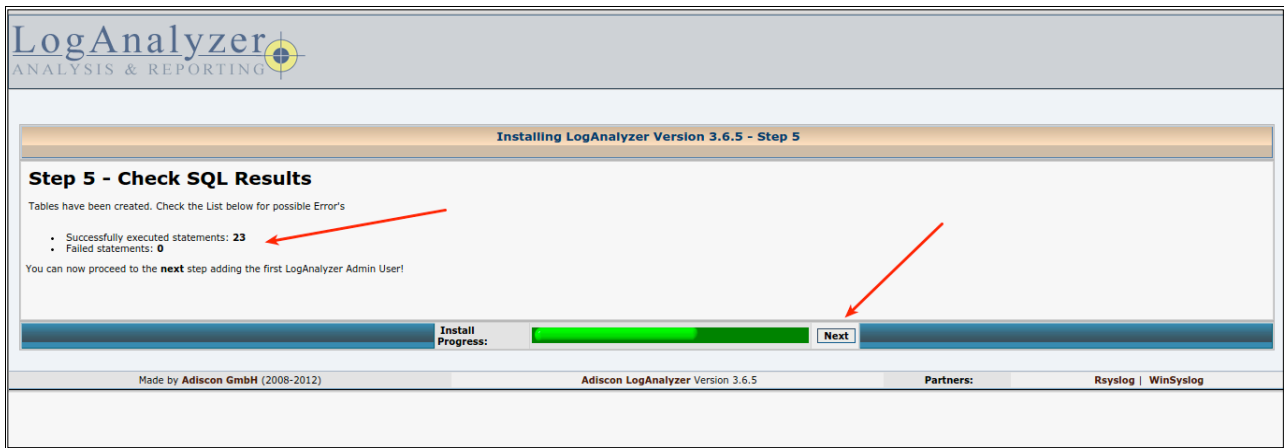 LogAnalyzer
ANALYSIS & REPORTING
Installing LogAnalyzer Version 3.6.5 - Step 5
Step 5 - Check SQL Results
Tables have been created. Check the List below for possible Error's
• Successfully executed statements: 23
• Failed statements: 0
You can now proceed to the next step adding the first LogAnalyzer Admin User!
Install
Progress:
Next
Made by Adiscon GmbH (2008-2012)
Adiscon LogAnalyzer Version 3.6.5
Partners:
Rsyslog | WinSyslog